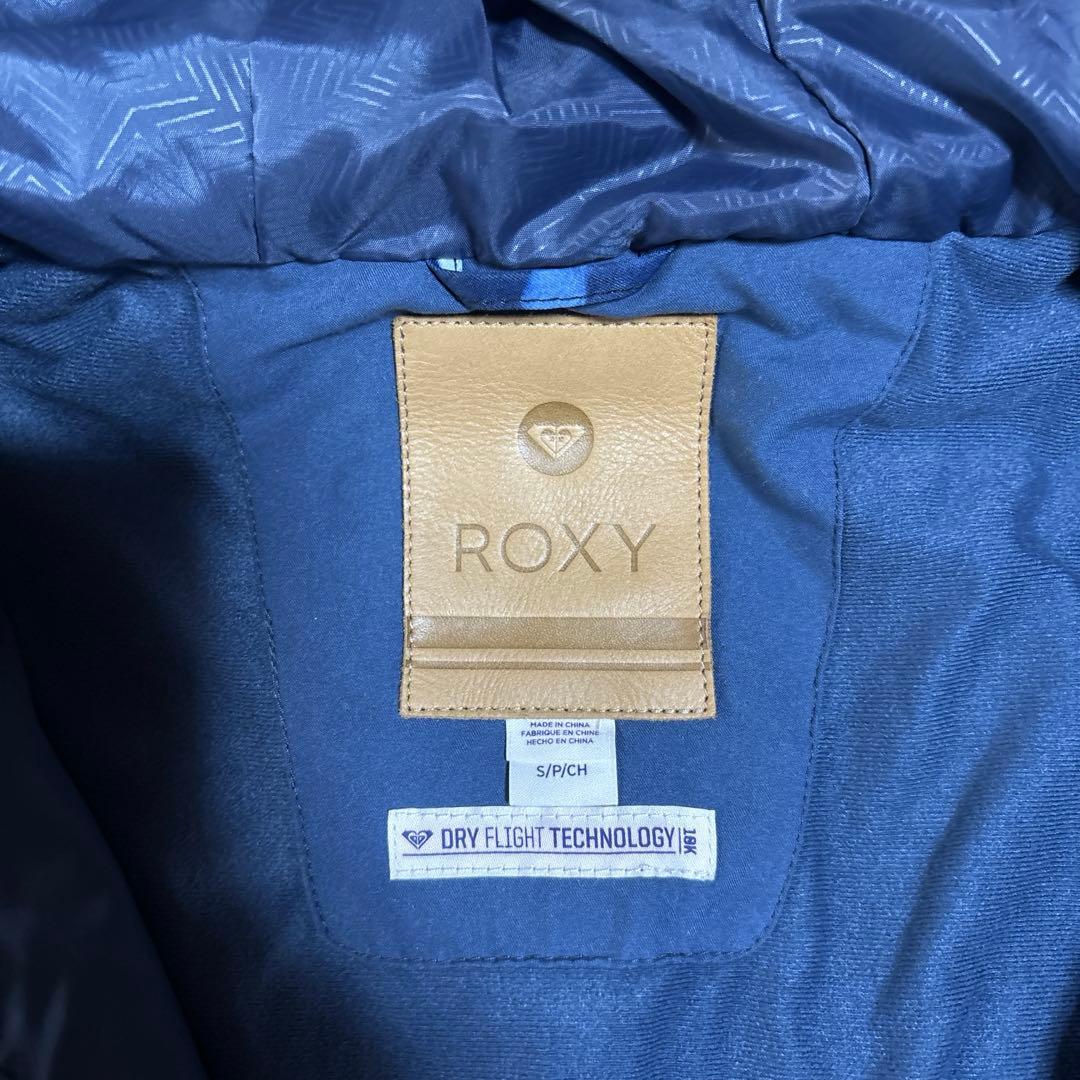 ROXY
MADE IN CHINA
FABRIQUE EN CHINE
HECHO EN CHINA
S/P/CH
DRY FLIGHT TECHNOLOGY 10K